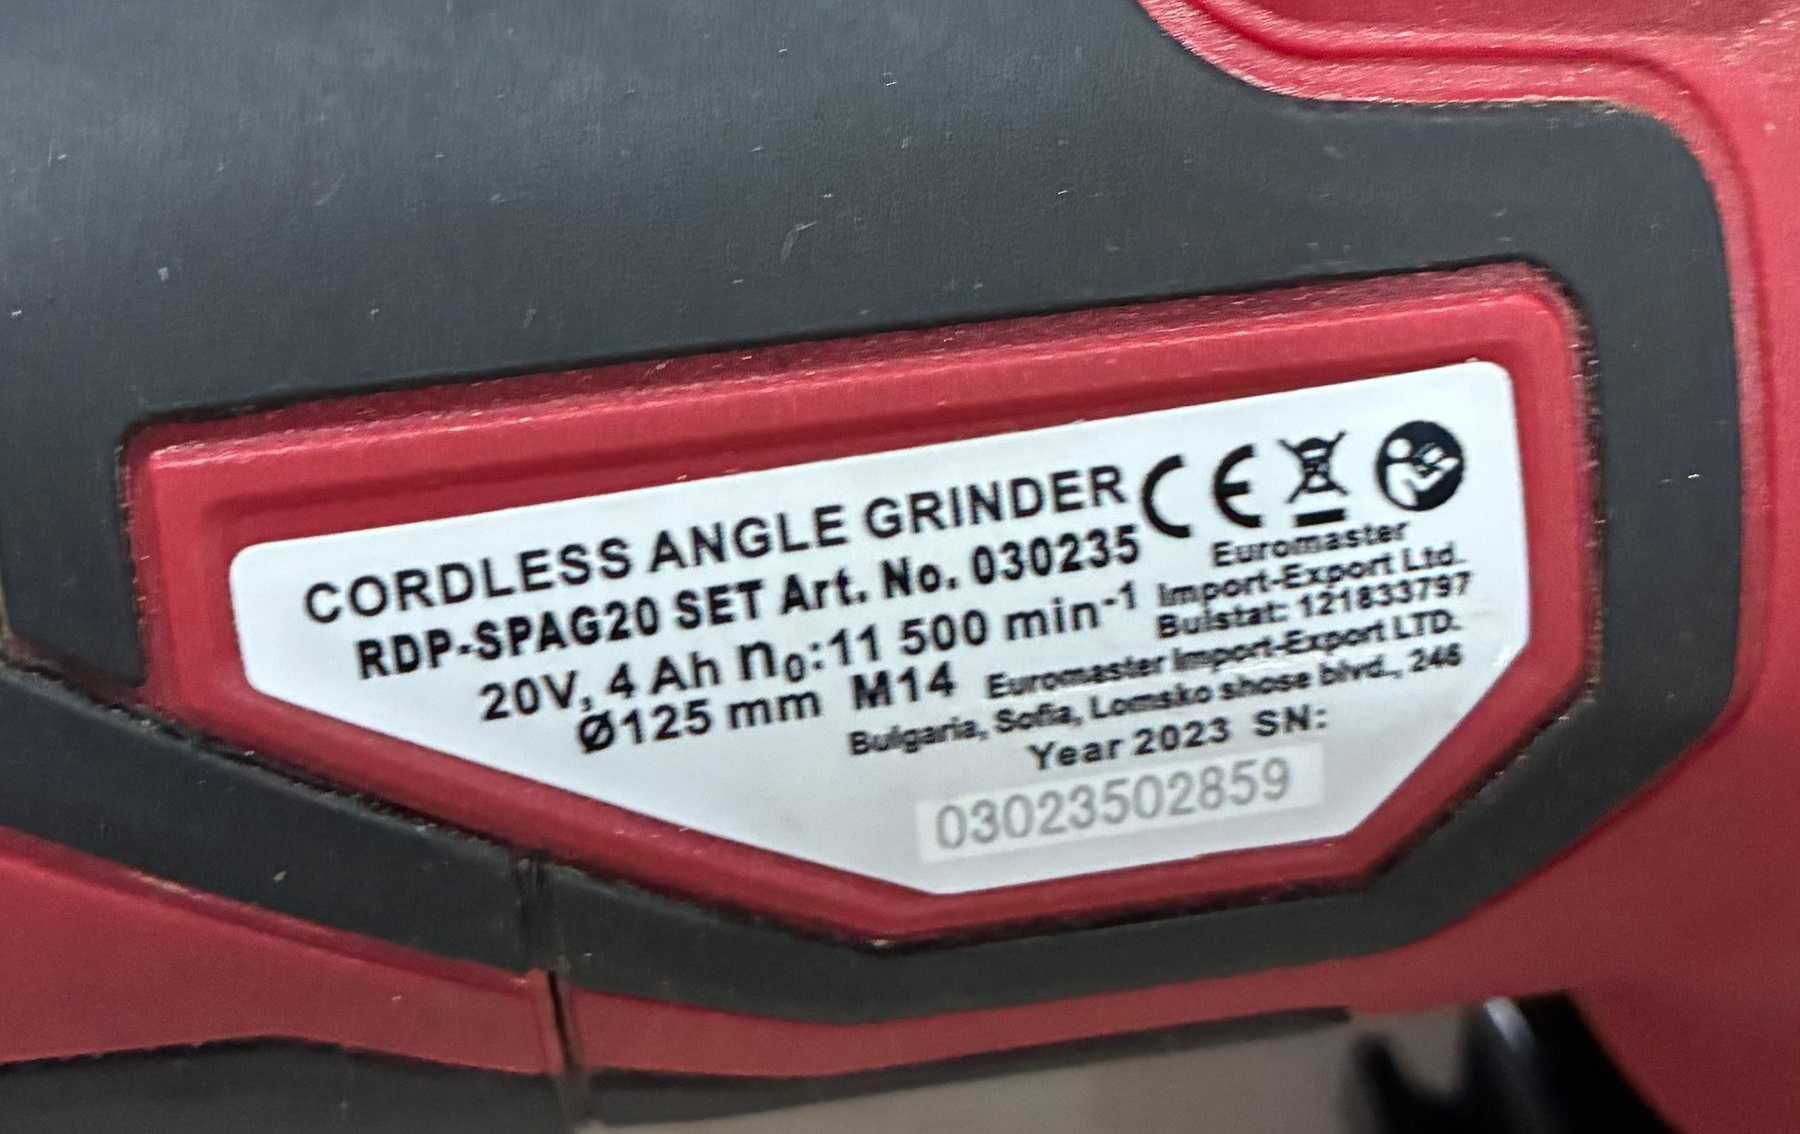 CORDLESS ANGLE GRINDER CE
RDP-SPAG20 SET Art. No. 030235
20V, 4 Ah n₀:11 500 min⁻¹
Ø125 mm M14
Euromaster
Import-Export Ltd.
Bulstat: 121833797
Euromaster Import-Export LTD.
Bulgaria, Sofia, Lomsko shose blvd., 246
Year 2023 SN:
03023502859